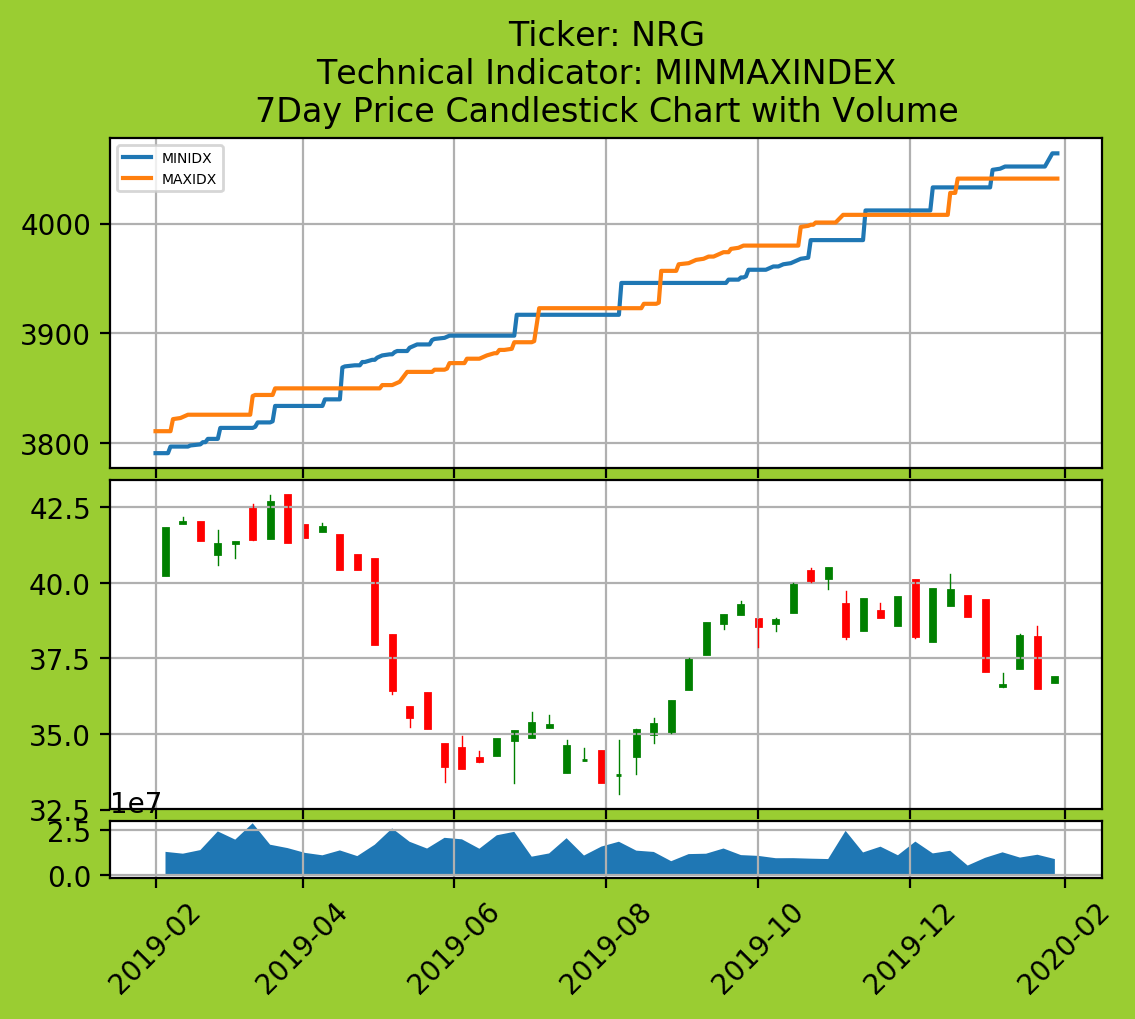 Ticker: NRG
Technical Indicator: MINMAXINDEX
7Day Price Candlestick Chart with Volume
MINIDX
MAXIDX
4000
3900
3800
42.5
40.0
37.5
35.0
32.5
1e7
2.5
0.0
2019-02
2019-04
2019-06
2019-08
2019-10
2019-12
2020-02